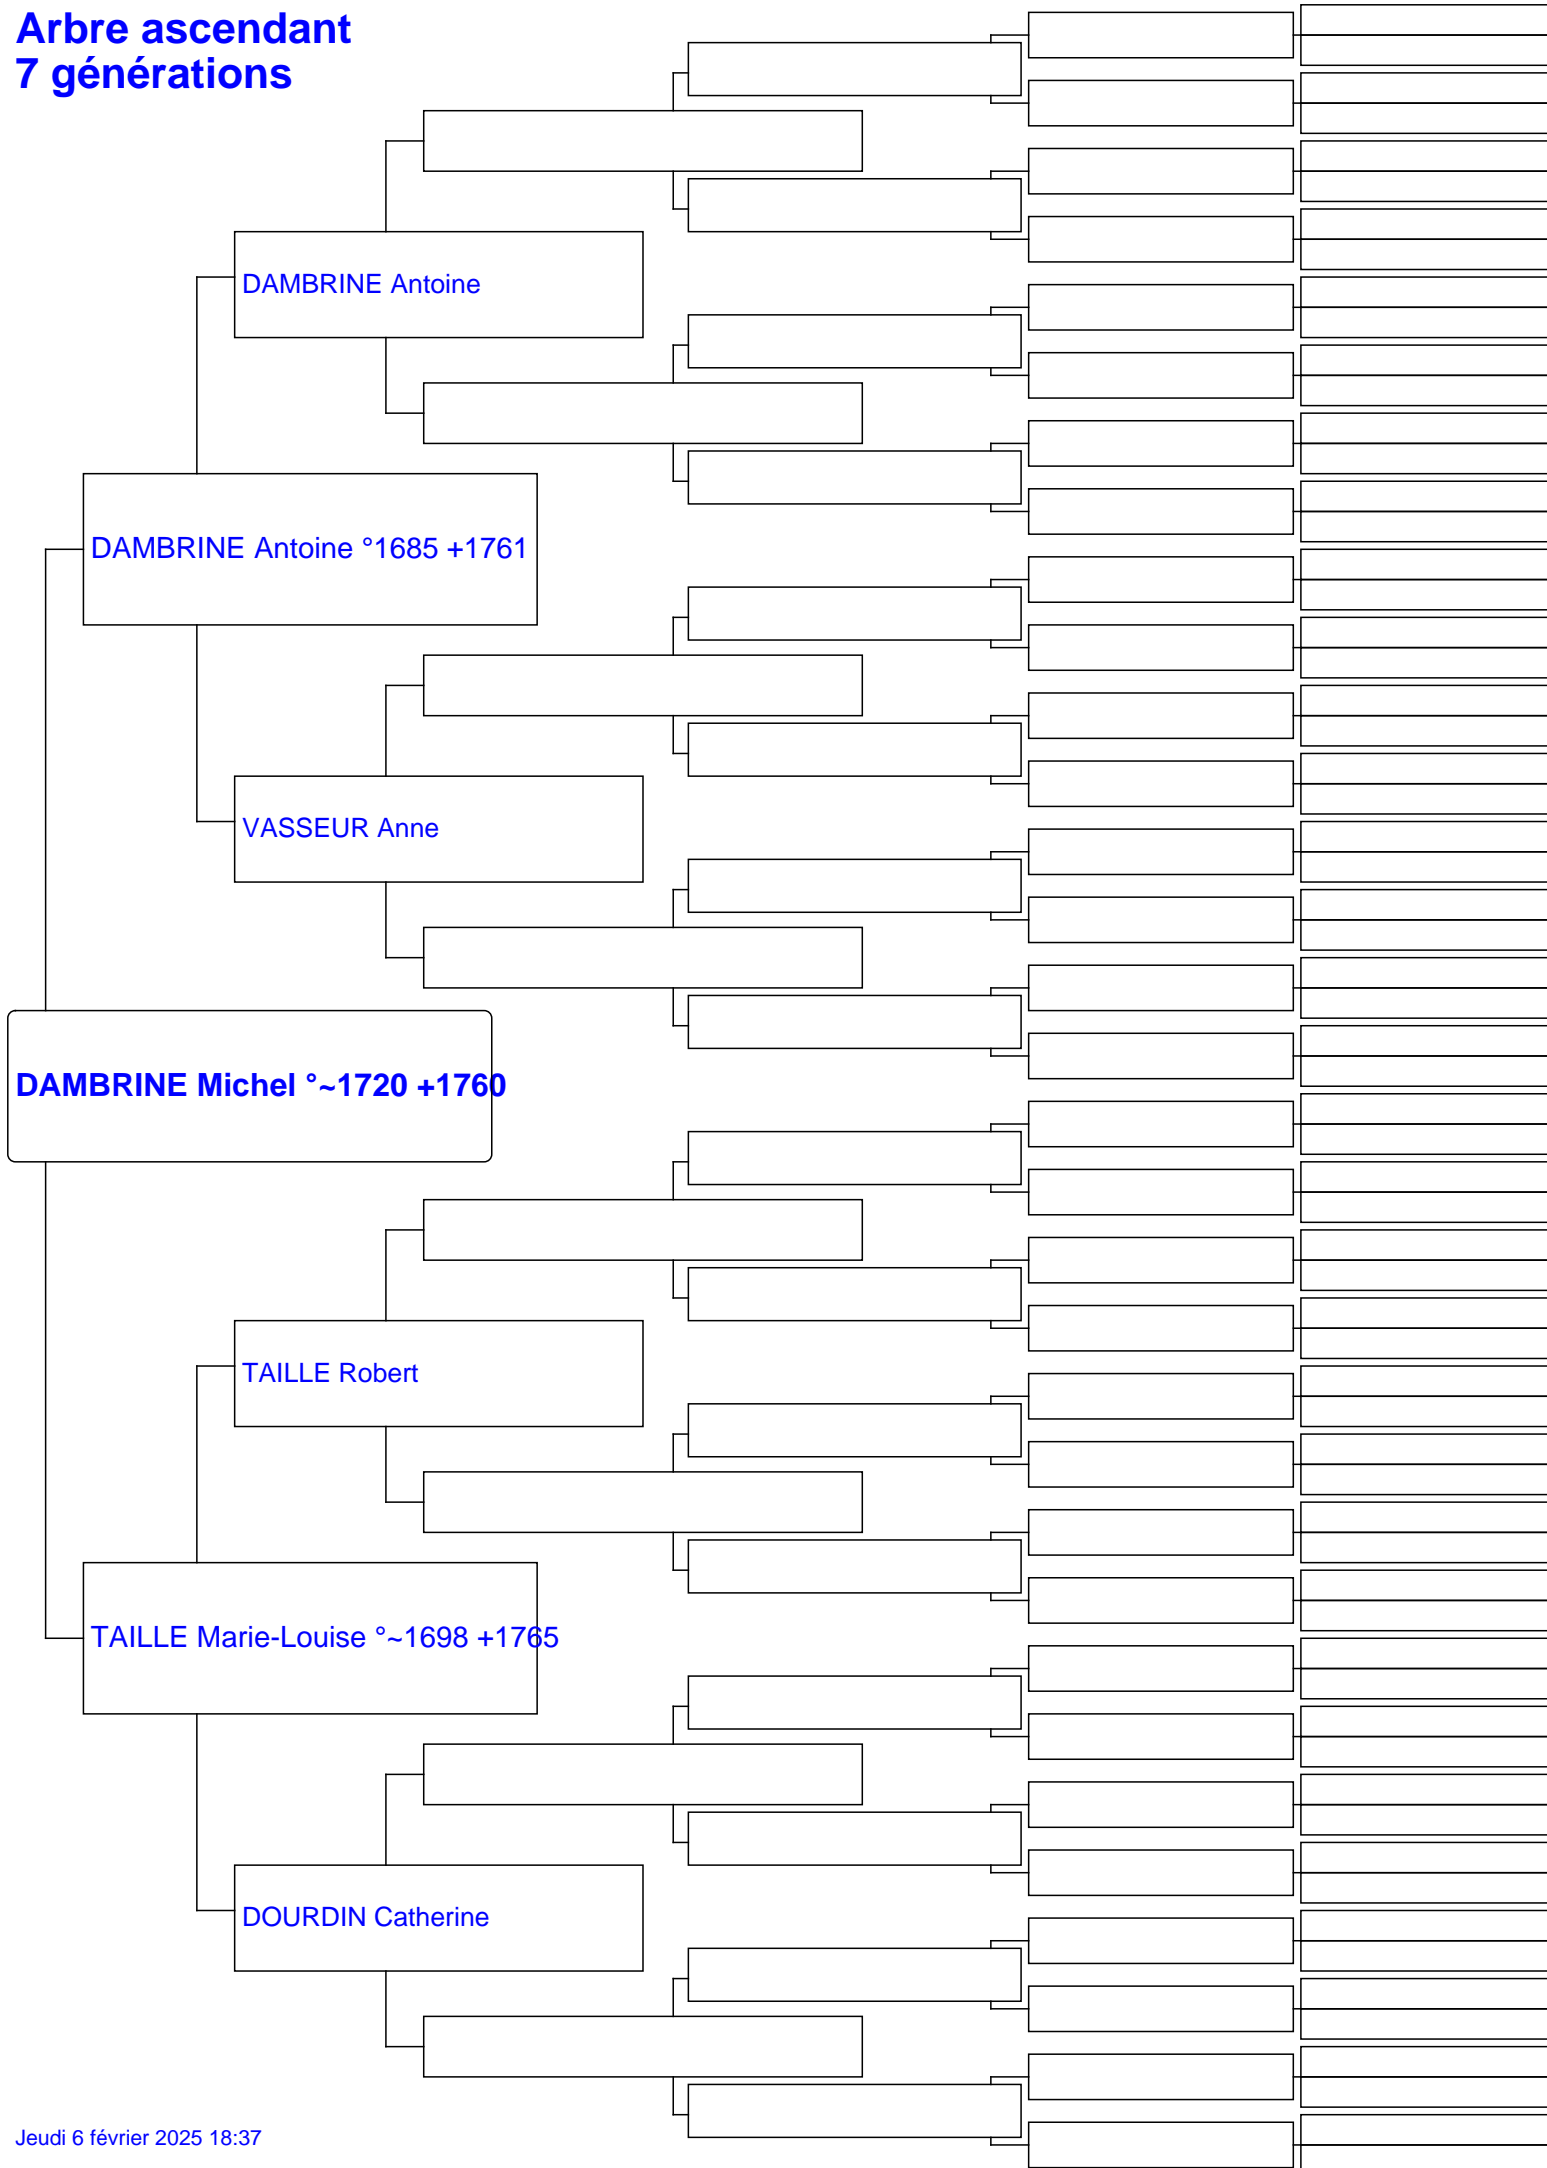 Arbre ascendant
7 générations
DAMBRINE Antoine
DAMBRINE Antoine °1685 +1761
VASSEUR Anne
DAMBRINE Michel °~1720 +1760
TAILLE Robert
TAILLE Marie-Louise °~1698 +1765
DOURDIN Catherine
Jeudi 6 février 2025 18:37